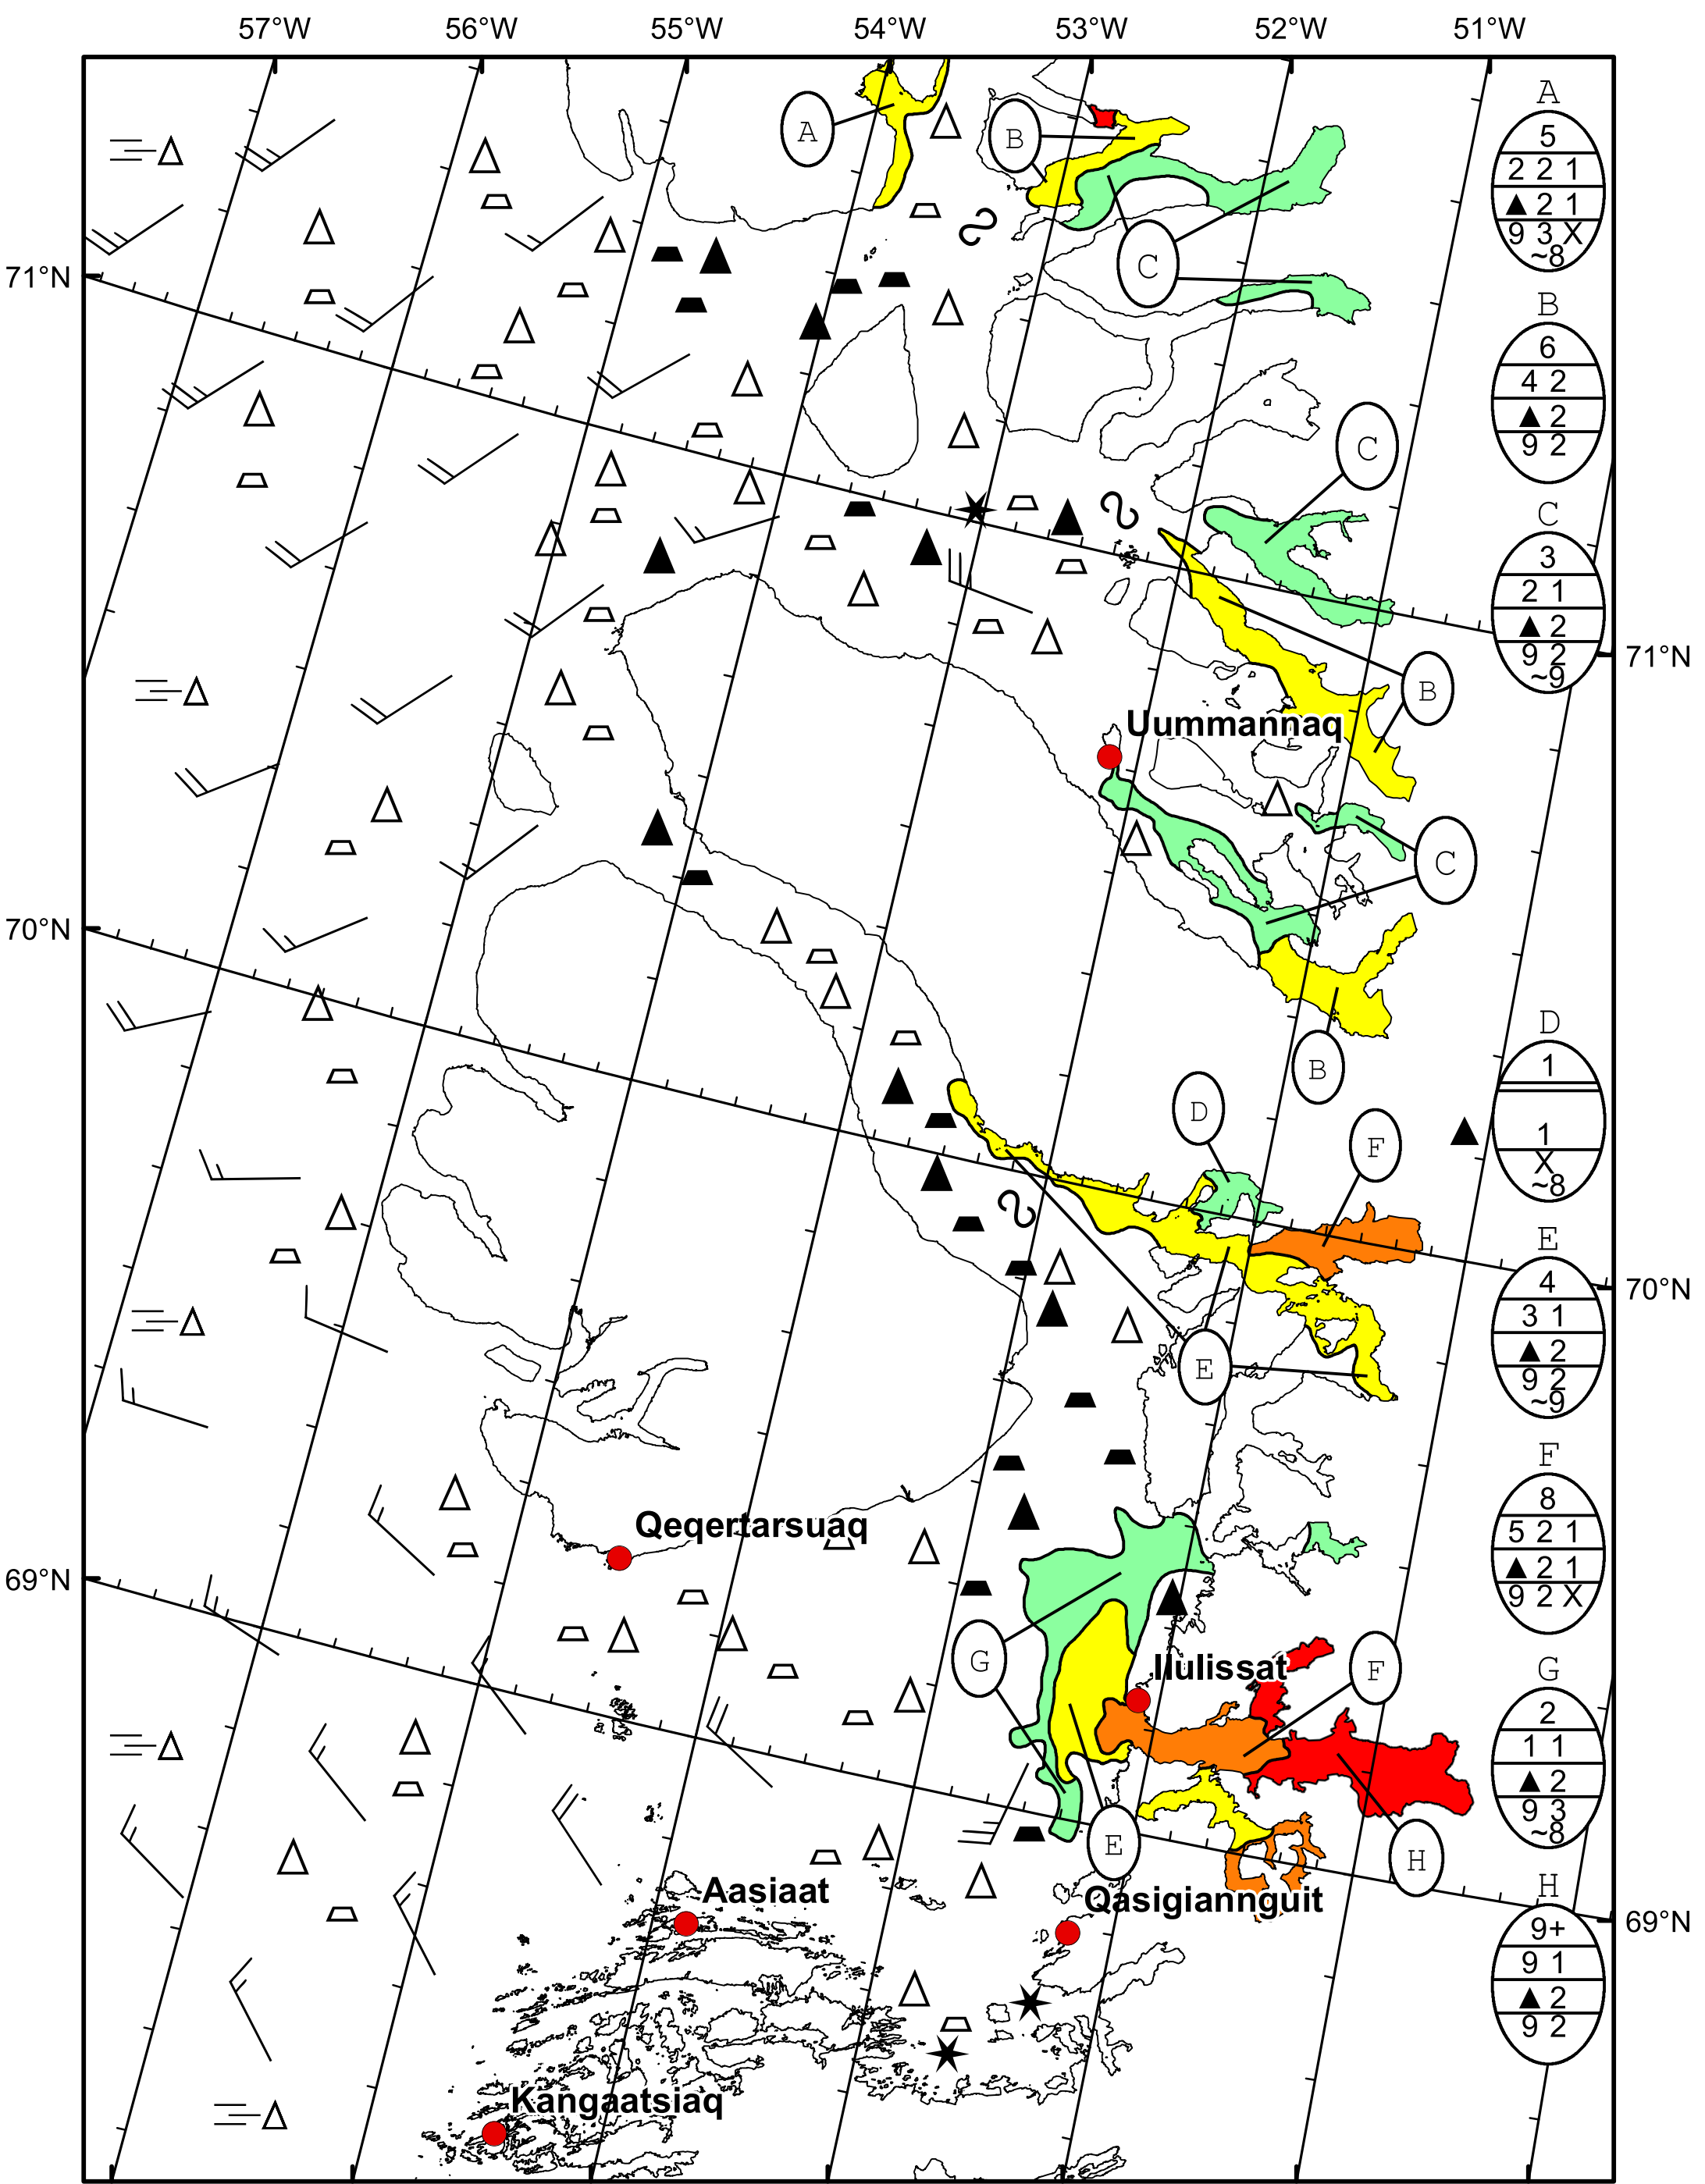 57°W 56°W 55°W 54°W 53°W 52°W 51°W
A
5
2 2 1
▲ 2 1
9 3 X
~8
A
B
C
71°N
B
6
4 2
▲ 2
9 2
C
C
3
2 1
▲ 2
9 2
~9
71°N
B
Uummannaq
C
70°N
B
D
1
1
X
~8
D
F
E
4
3 1
▲ 2
9 2
~9
70°N
E
F
8
5 2 1
▲ 2 1
9 2 X
Qeqertarsuaq
69°N
G
Ilulissat
F
G
2
1 1
▲ 2
9 3
~8
E
H
Aasiaat
Qasigiannguit
H
9+
9 1
▲ 2
9 2
69°N
Kangaatsiaq